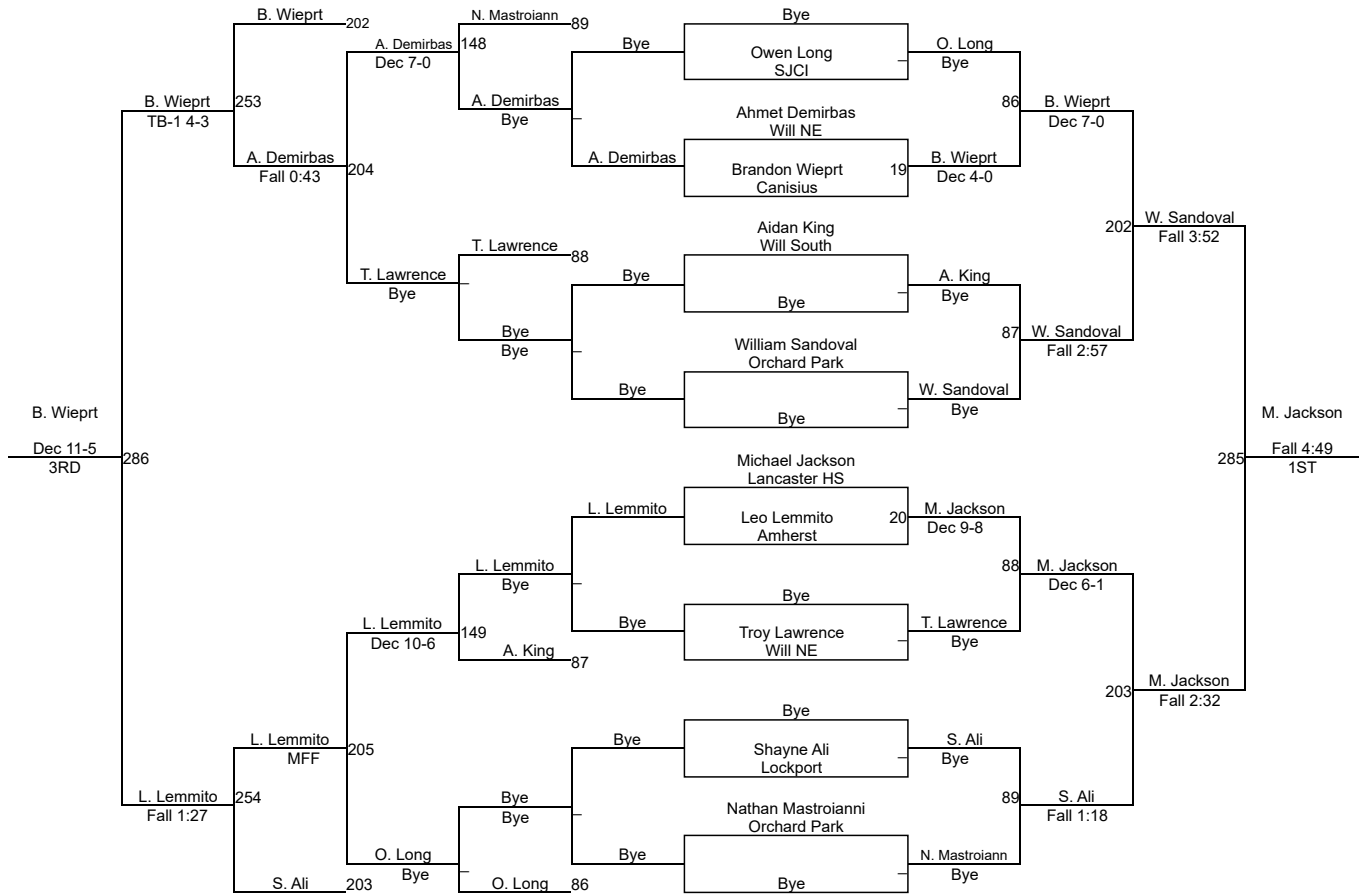 B. Wieprt
202
N. Mastroiann
89
Bye
A. Demirbas
148
Dec 7-0
Bye
Owen Long
SJCI
O. Long
Bye
B. Wieprt
253
TB-1 4-3
A. Demirbas
Bye
86
B. Wieprt
Dec 7-0
Ahmet Demirbas
Will NE
A. Demirbas
Fall 0:43
204
A. Demirbas
Brandon Wieprt
Canisius
19
B. Wieprt
Dec 4-0
Aidan King
Will South
202
W. Sandoval
Fall 3:52
T. Lawrence
88
T. Lawrence
Bye
Bye
Bye
A. King
Bye
Bye
Bye
William Sandoval
Orchard Park
87
W. Sandoval
Fall 2:57
Bye
Bye
W. Sandoval
Bye
B. Wieprt
Dec 11-5
3RD
286
M. Jackson
Fall 4:49
1ST
285
Michael Jackson
Lancaster HS
L. Lemmito
Leo Lemmito
Amherst
20
M. Jackson
Dec 9-8
L. Lemmito
Bye
88
M. Jackson
Dec 6-1
Bye
L. Lemmito
Dec 10-6
149
Bye
Troy Lawrence
Will NE
T. Lawrence
Bye
A. King
87
203
M. Jackson
Fall 2:32
Bye
L. Lemmito
MFF
205
Bye
Shayne Ali
Lockport
S. Ali
Bye
L. Lemmito
Fall 1:27
254
Bye
Bye
Nathan Mastroianni
Orchard Park
89
S. Ali
Fall 1:18
O. Long
Bye
Bye
Bye
N. Mastroiann
Bye
S. Ali
203
O. Long
86